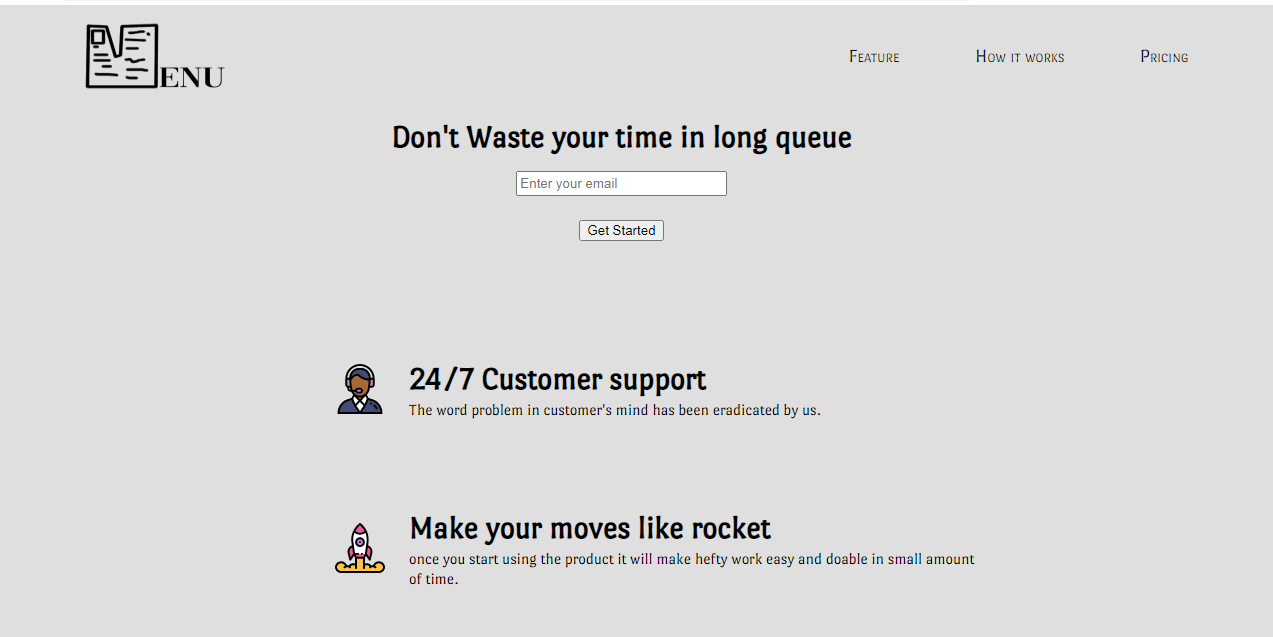 MENU
Feature How it works Pricing
Don't Waste your time in long queue
Enter your email
Get Started
24/7 Customer support
The word problem in customer's mind has been eradicated by us.
Make your moves like rocket
once you start using the product it will make hefty work easy and doable in small amount
of time.